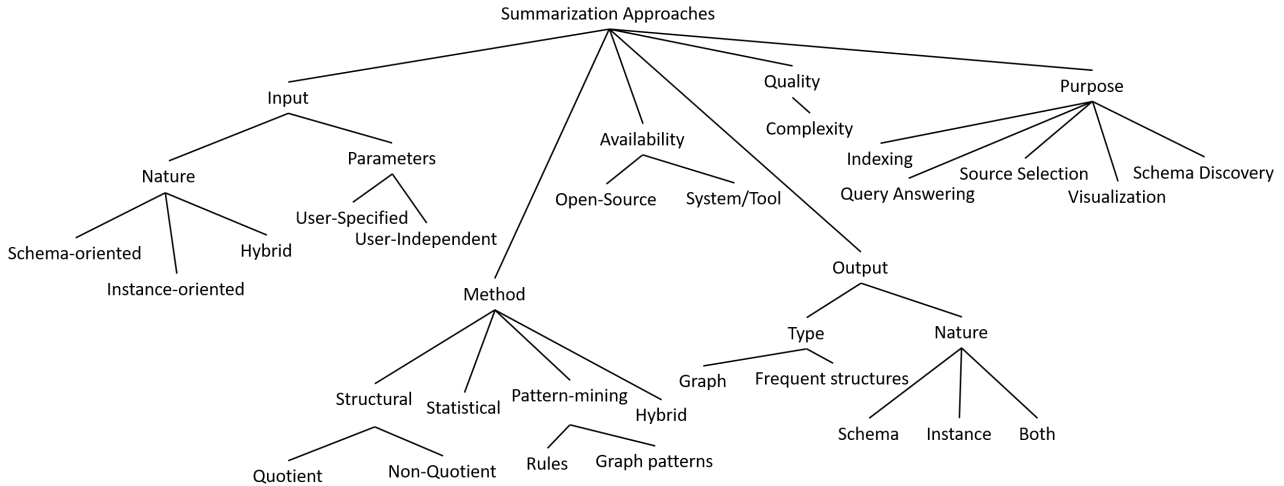 Summarization Approaches
Input
Nature
Schema-oriented
Instance-oriented
Hybrid
Parameters
User-Specified
User-Independent
Method
Structural
Quotient
Non-Quotient
Statistical
Pattern-mining
Rules
Graph patterns
Hybrid
Availability
Open-Source
System/Tool
Output
Type
Graph
Frequent structures
Nature
Schema
Instance
Both
Quality
Complexity
Purpose
Indexing
Query Answering
Source Selection
Visualization
Schema Discovery